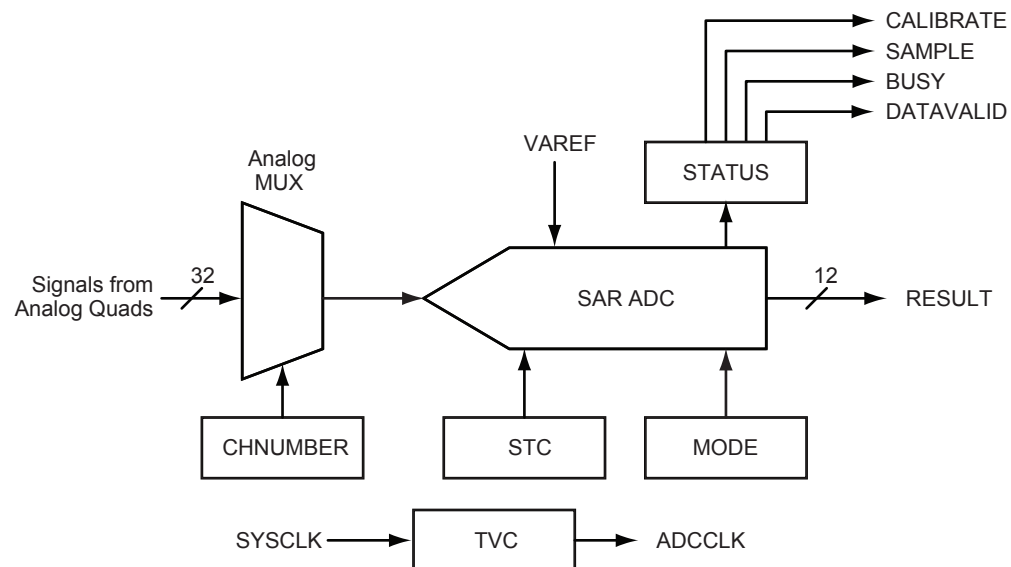 CALIBRATE
SAMPLE
BUSY
DATAVALID
VAREF
STATUS
Analog
MUX
Signals from
Analog Quads
32
SAR ADC
12
RESULT
CHNUMBER
STC
MODE
SYSCLK
TVC
ADCCLK